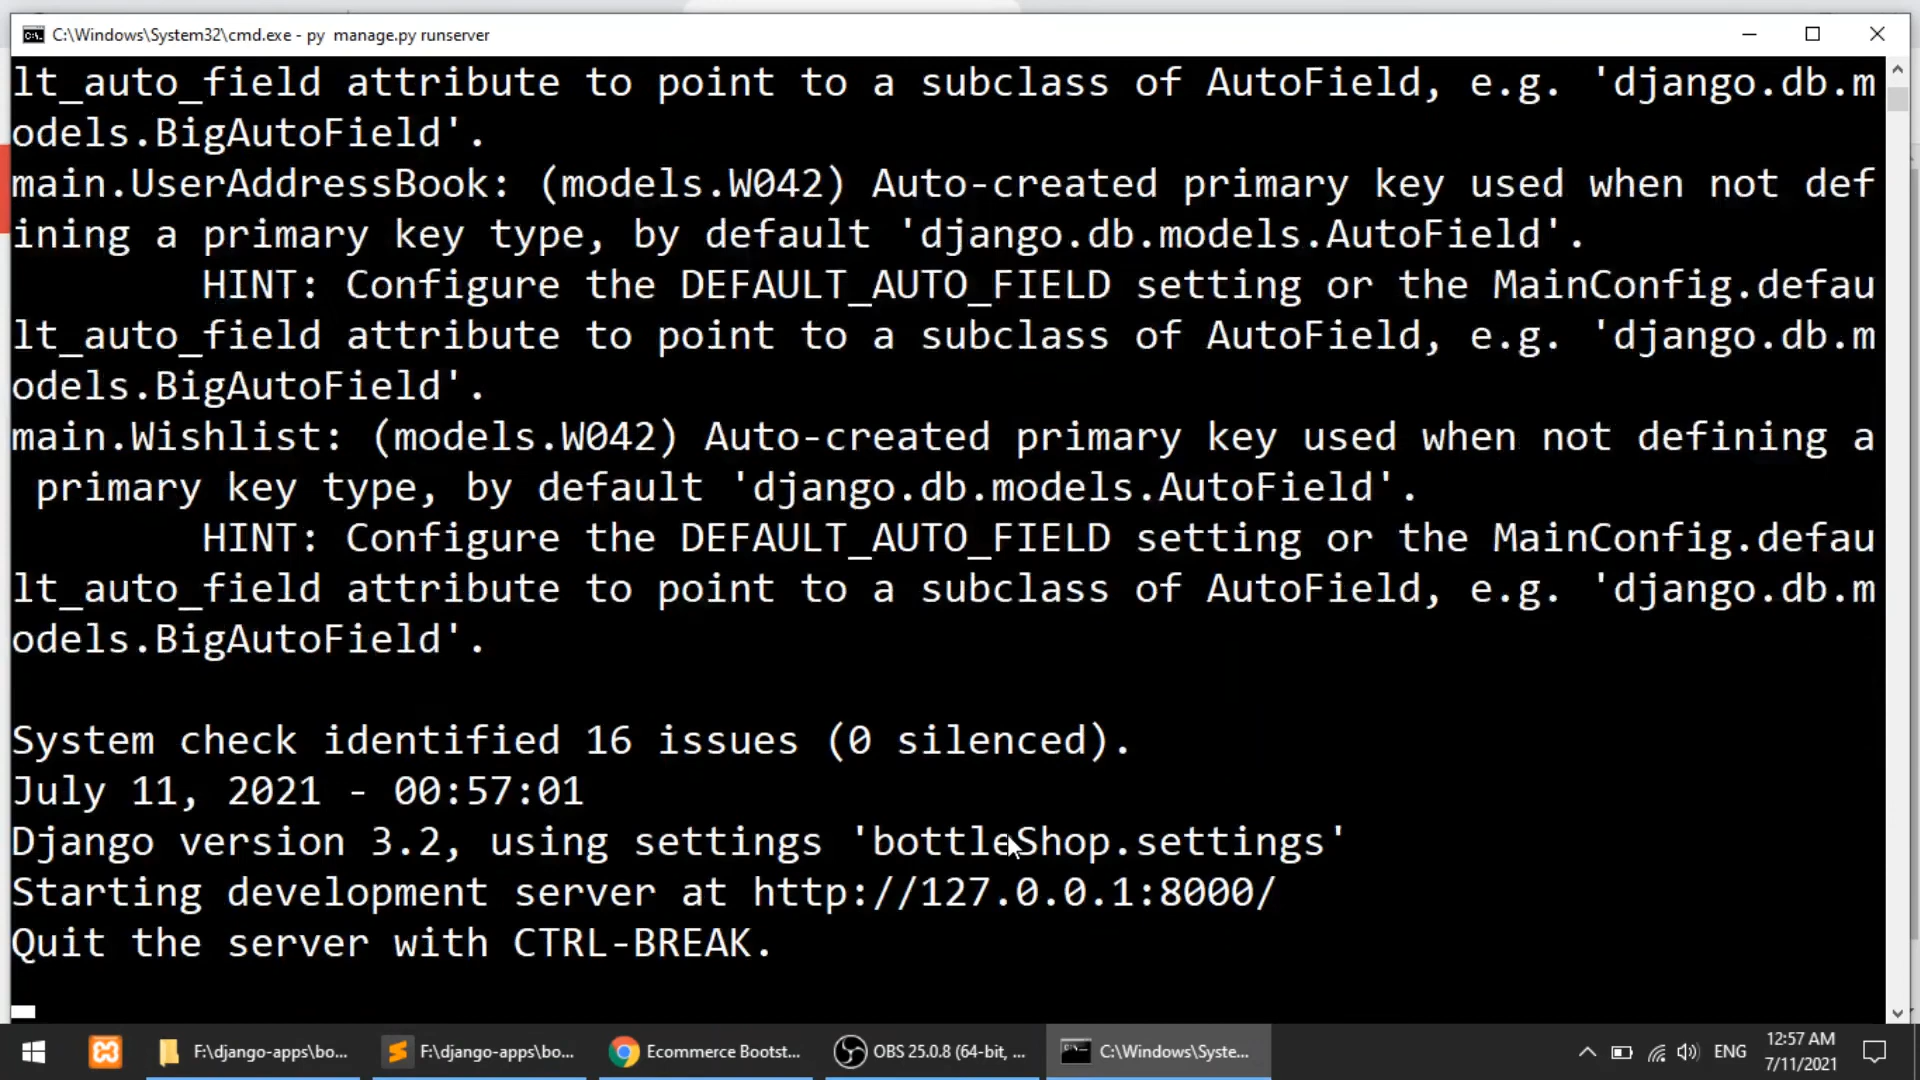 C:\Windows\System32\cmd.exe - py  manage.py runserver
lt_auto_field attribute to point to a subclass of AutoField, e.g. 'django.db.m
odels.BigAutoField'.
main.UserAddressBook: (models.W042) Auto-created primary key used when not def
ining a primary key type, by default 'django.db.models.AutoField'.
HINT: Configure the DEFAULT_AUTO_FIELD setting or the MainConfig.defau
lt_auto_field attribute to point to a subclass of AutoField, e.g. 'django.db.m
odels.BigAutoField'.
main.Wishlist: (models.W042) Auto-created primary key used when not defining a
primary key type, by default 'django.db.models.AutoField'.
HINT: Configure the DEFAULT_AUTO_FIELD setting or the MainConfig.defau
lt_auto_field attribute to point to a subclass of AutoField, e.g. 'django.db.m
odels.BigAutoField'.
System check identified 16 issues (0 silenced).
July 11, 2021 - 00:57:01
Django version 3.2, using settings 'bottleShop.settings'
Starting development server at http://127.0.0.1:8000/
Quit the server with CTRL-BREAK.
F:\django-apps\bo... F:\django-apps\bo... Ecommerce Bootst... OBS 25.0.8 (64-bit, ... C:\Windows\Syste... ENG 12:57 AM
7/11/2021